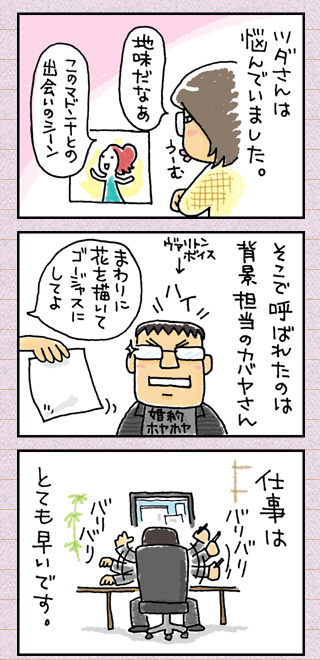 ツダさんは
悩んでいました。
地味だなあ
うーむ
このマドンナとの
出会いのシーン
そこで呼ばれたのは
背景担当のカバヤさん
ヴァリトン
ボイス
ハイ
まわりに
花を描いて
ゴージャスに
してよ
婚約
ホヤホヤ
仕事は
バリバリ
バリバリ
とても早いです。